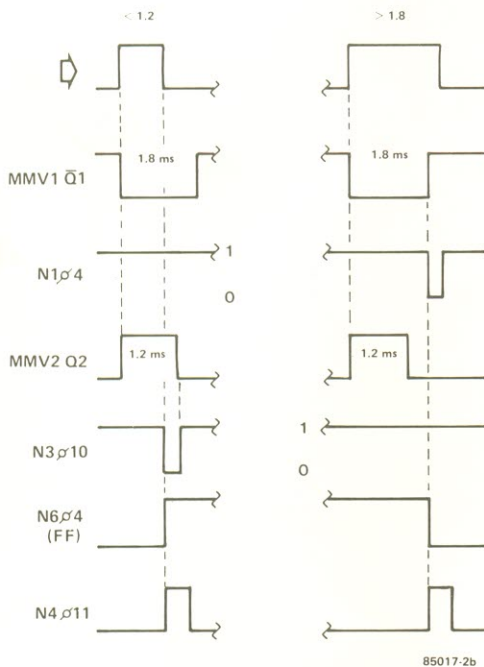 < 1.2
> 1.8
1.8 ms
1.8 ms
MMV1 Q̅1
N1⌀4
1
0
1.2 ms
1.2 ms
MMV2 Q2
N3⌀10
1
0
N6⌀4
(FF)
N4⌀11
85017-2b